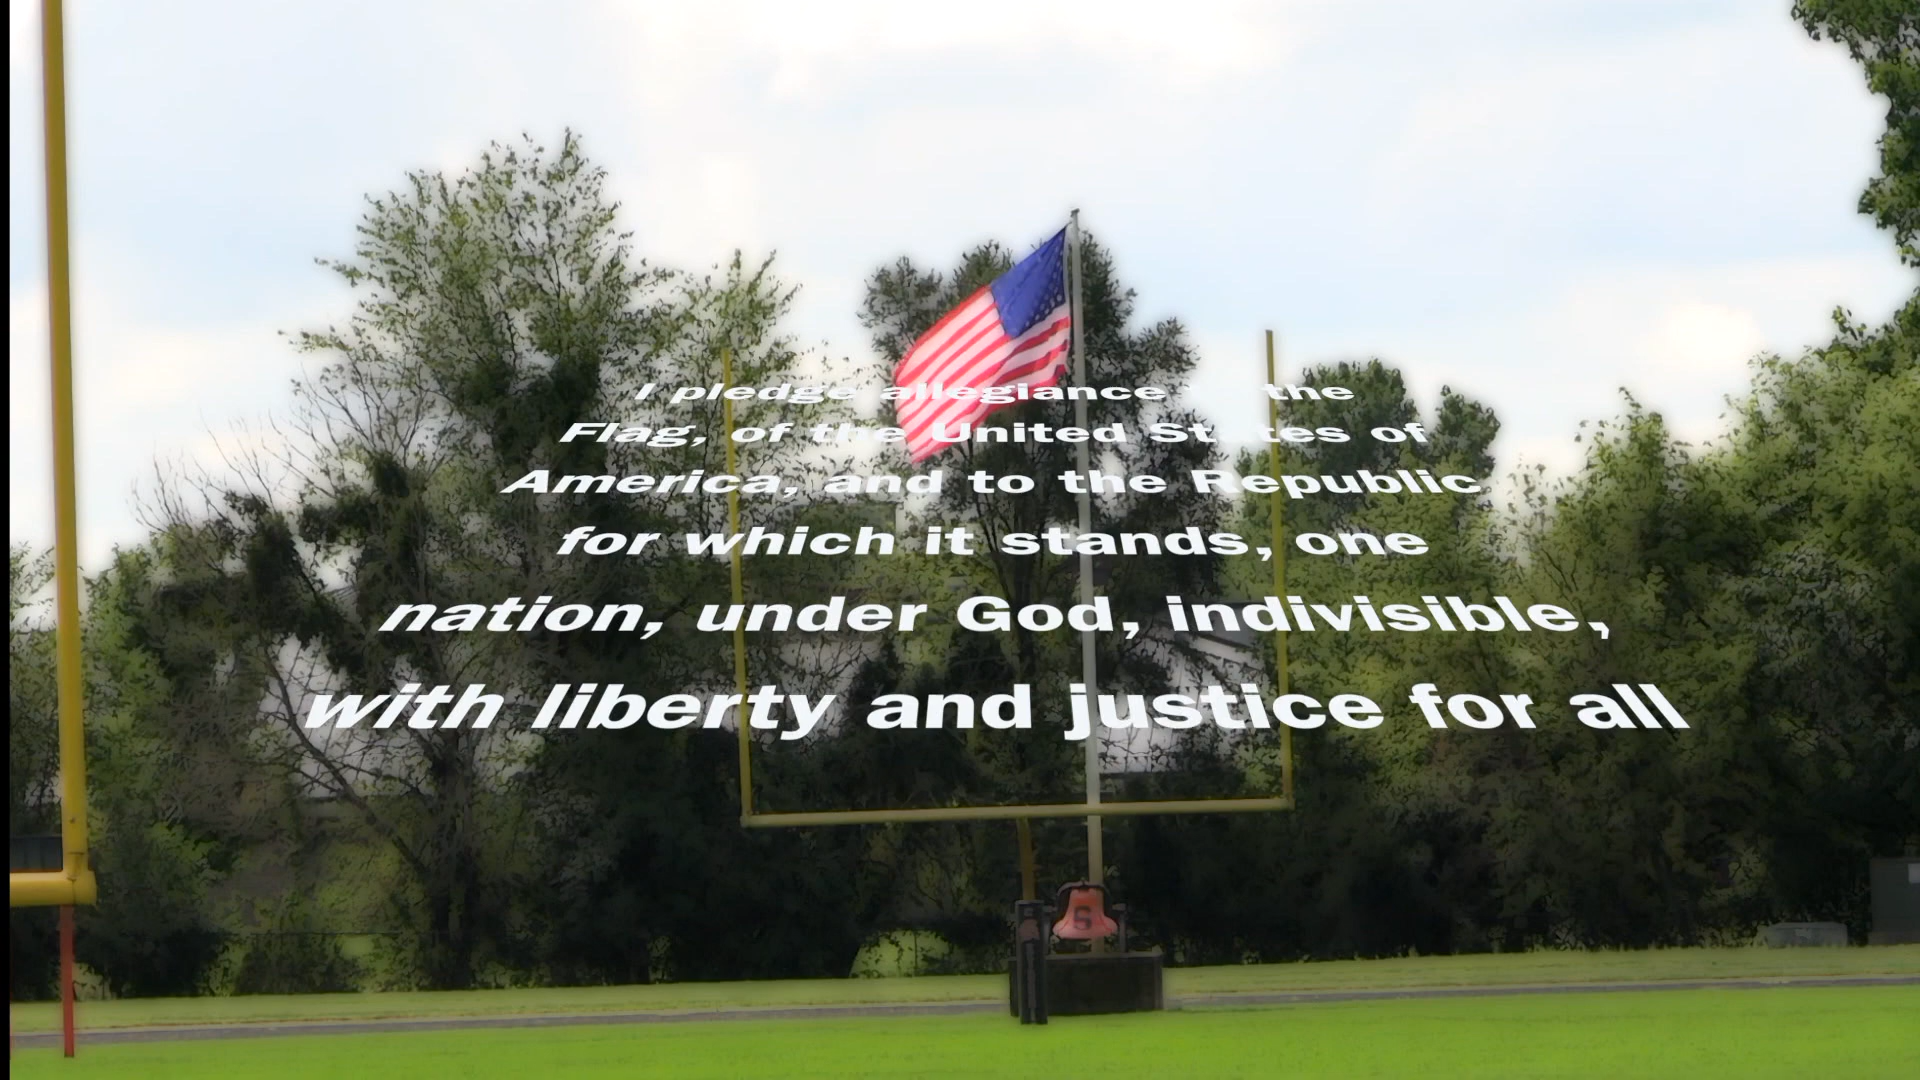 I pledge allegiance the
Flag, of the United States of
America, and to the Republic
for which it stands, one
nation, under God, indivisible,
with liberty and justice for all
S